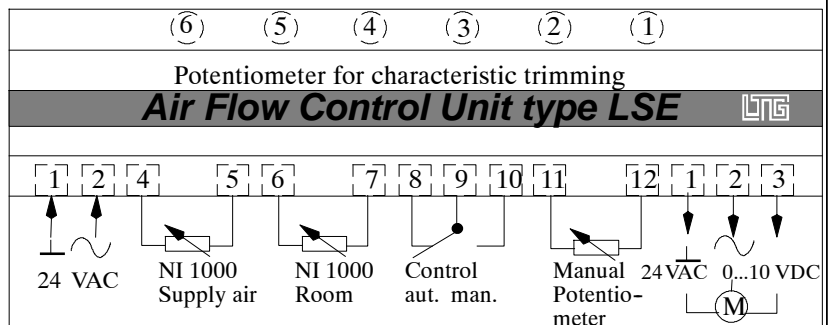 (6) (5) (4) (3) (2) (1)
Potentiometer for characteristic trimming
Air Flow Control Unit type LSE LTG
1 2 4 5 6 7 8 9 10 11 12 1 2 3
24 VAC
NI 1000
Supply air
NI 1000
Room
Control
aut. man.
Manual
Potentio-
meter
24 VAC 0...10 VDC
M